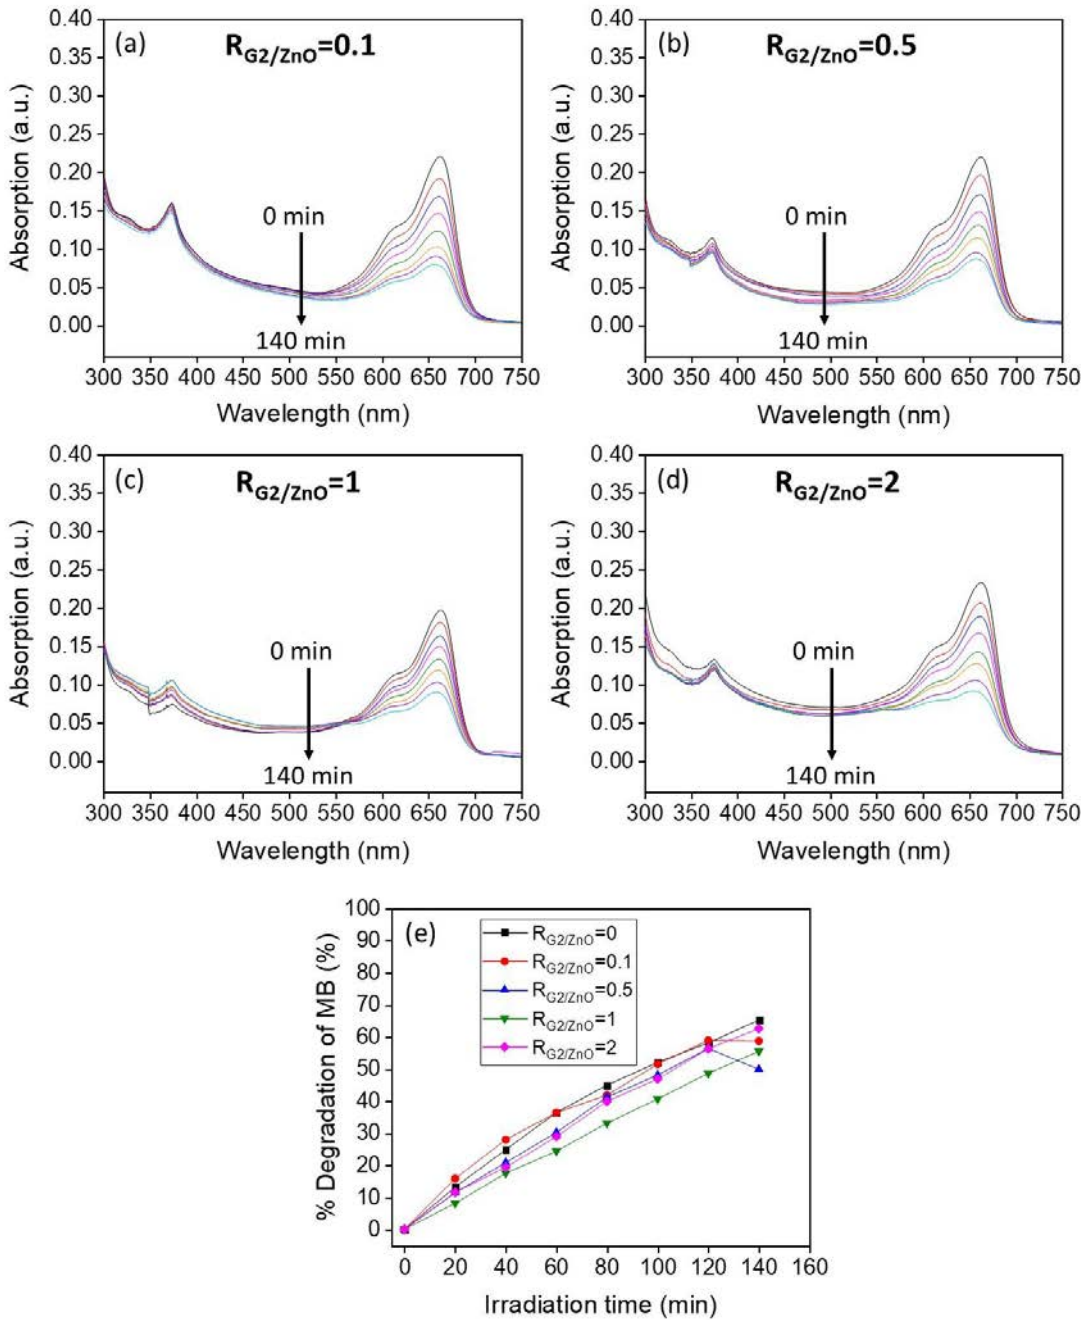 (a)
R_G2/ZnO=0.1
Absorption (a.u.)
0.40
0.35
0.30
0.25
0.20
0.15
0.10
0.05
0.00
0 min
140 min
300 350 400 450 500 550 600 650 700 750
Wavelength (nm)
(b)
R_G2/ZnO=0.5
Absorption (a.u.)
0.40
0.35
0.30
0.25
0.20
0.15
0.10
0.05
0.00
0 min
140 min
300 350 400 450 500 550 600 650 700 750
Wavelength (nm)
(c)
R_G2/ZnO=1
Absorption (a.u.)
0.40
0.35
0.30
0.25
0.20
0.15
0.10
0.05
0.00
0 min
140 min
300 350 400 450 500 550 600 650 700 750
Wavelength (nm)
(d)
R_G2/ZnO=2
Absorption (a.u.)
0.40
0.35
0.30
0.25
0.20
0.15
0.10
0.05
0.00
0 min
140 min
300 350 400 450 500 550 600 650 700 750
Wavelength (nm)
(e)
% Degradation of MB (%)
100
90
80
70
60
50
40
30
20
10
0
R_G2/ZnO=0
R_G2/ZnO=0.1
R_G2/ZnO=0.5
R_G2/ZnO=1
R_G2/ZnO=2
0 20 40 60 80 100 120 140 160
Irradiation time (min)